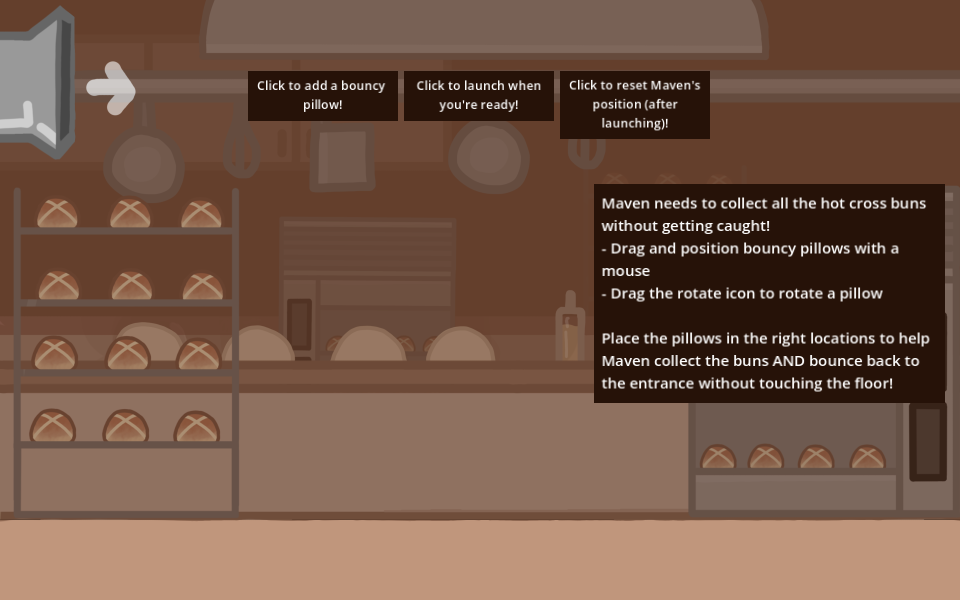 Click to add a bouncy
pillow!
Click to launch when
you're ready!
Click to reset Maven's
position (after
launching)!
Maven needs to collect all the hot cross buns
without getting caught!
- Drag and position bouncy pillows with a
mouse
- Drag the rotate icon to rotate a pillow
Place the pillows in the right locations to help
Maven collect the buns AND bounce back to
the entrance without touching the floor!